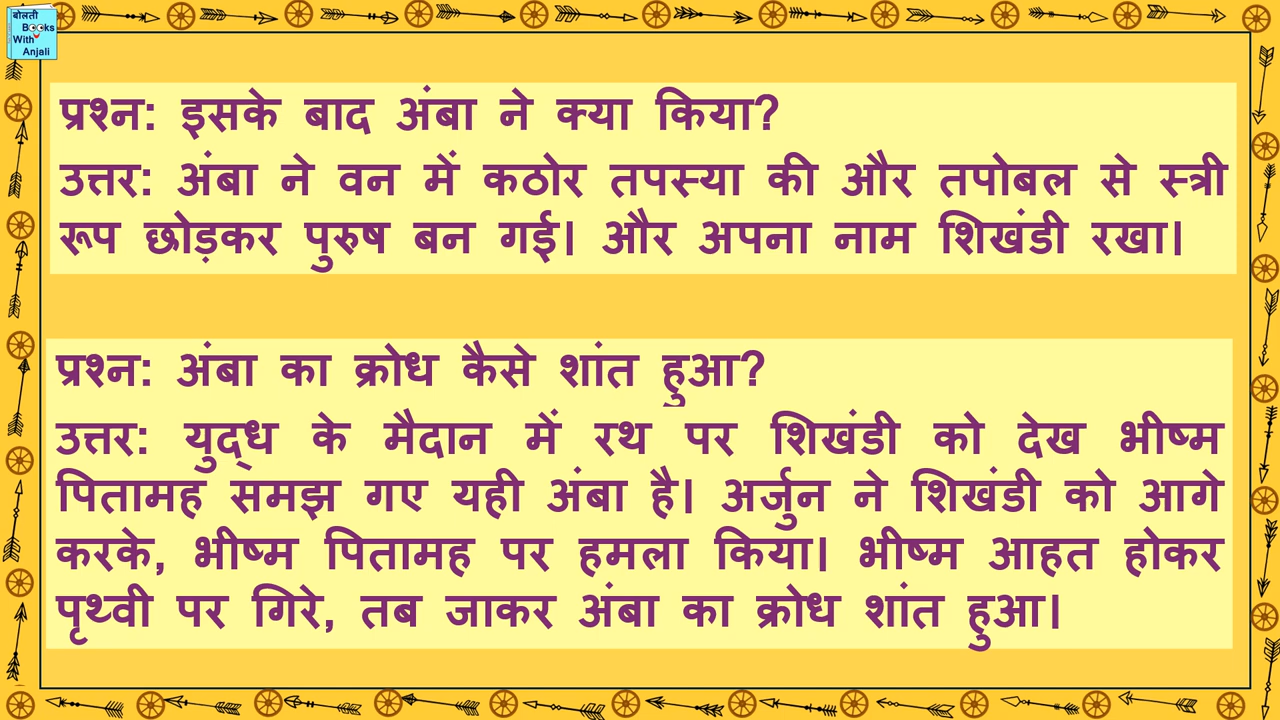 बोलती
Books
With
Anjali
प्रश्न: इसके बाद अंबा ने क्या किया?
उत्तर: अंबा ने वन में कठोर तपस्या की और तपोबल से स्त्री
रूप छोड़कर पुरुष बन गई। और अपना नाम शिखंडी रखा।
प्रश्न: अंबा का क्रोध कैसे शांत हुआ?
उत्तर: युद्ध के मैदान में रथ पर शिखंडी को देख भीष्म
पितामह समझ गए यही अंबा है। अर्जुन ने शिखंडी को आगे
करके, भीष्म पितामह पर हमला किया। भीष्म आहत होकर
पृथ्वी पर गिरे, तब जाकर अंबा का क्रोध शांत हुआ।